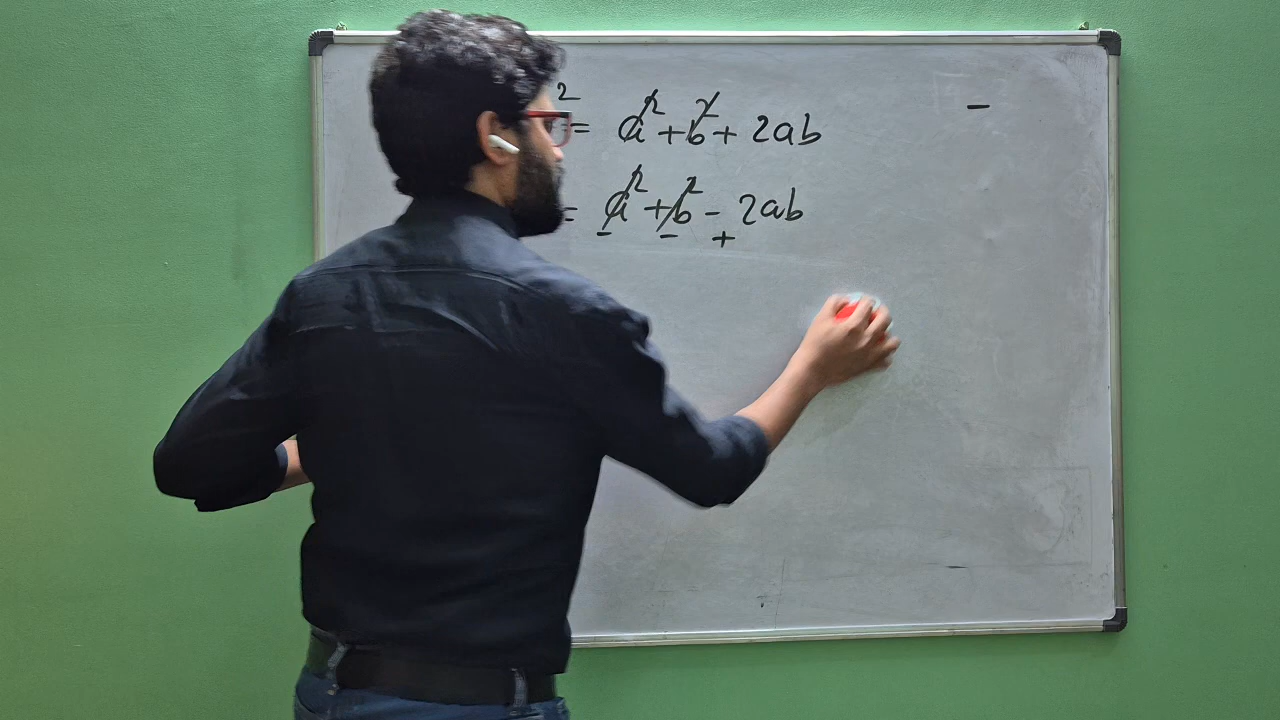 ² = a² + b² + 2ab
= a² + b² - 2ab
- - +